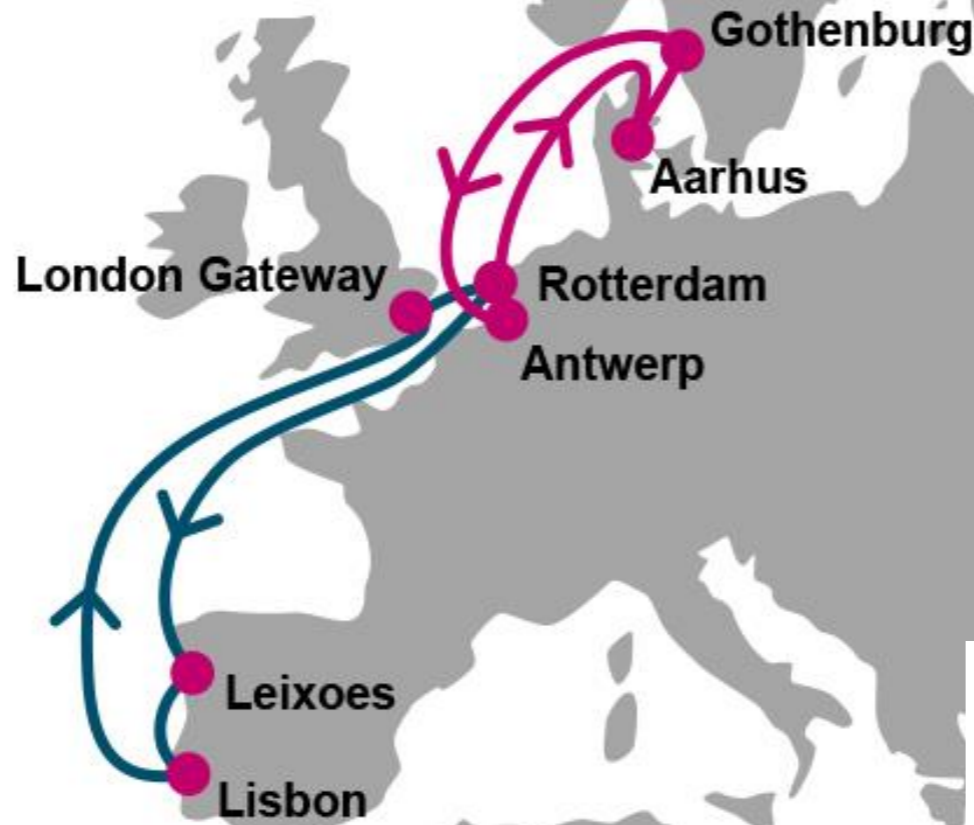 Gothenburg
Aarhus
London Gateway
Rotterdam
Antwerp
Leixoes
Lisbon